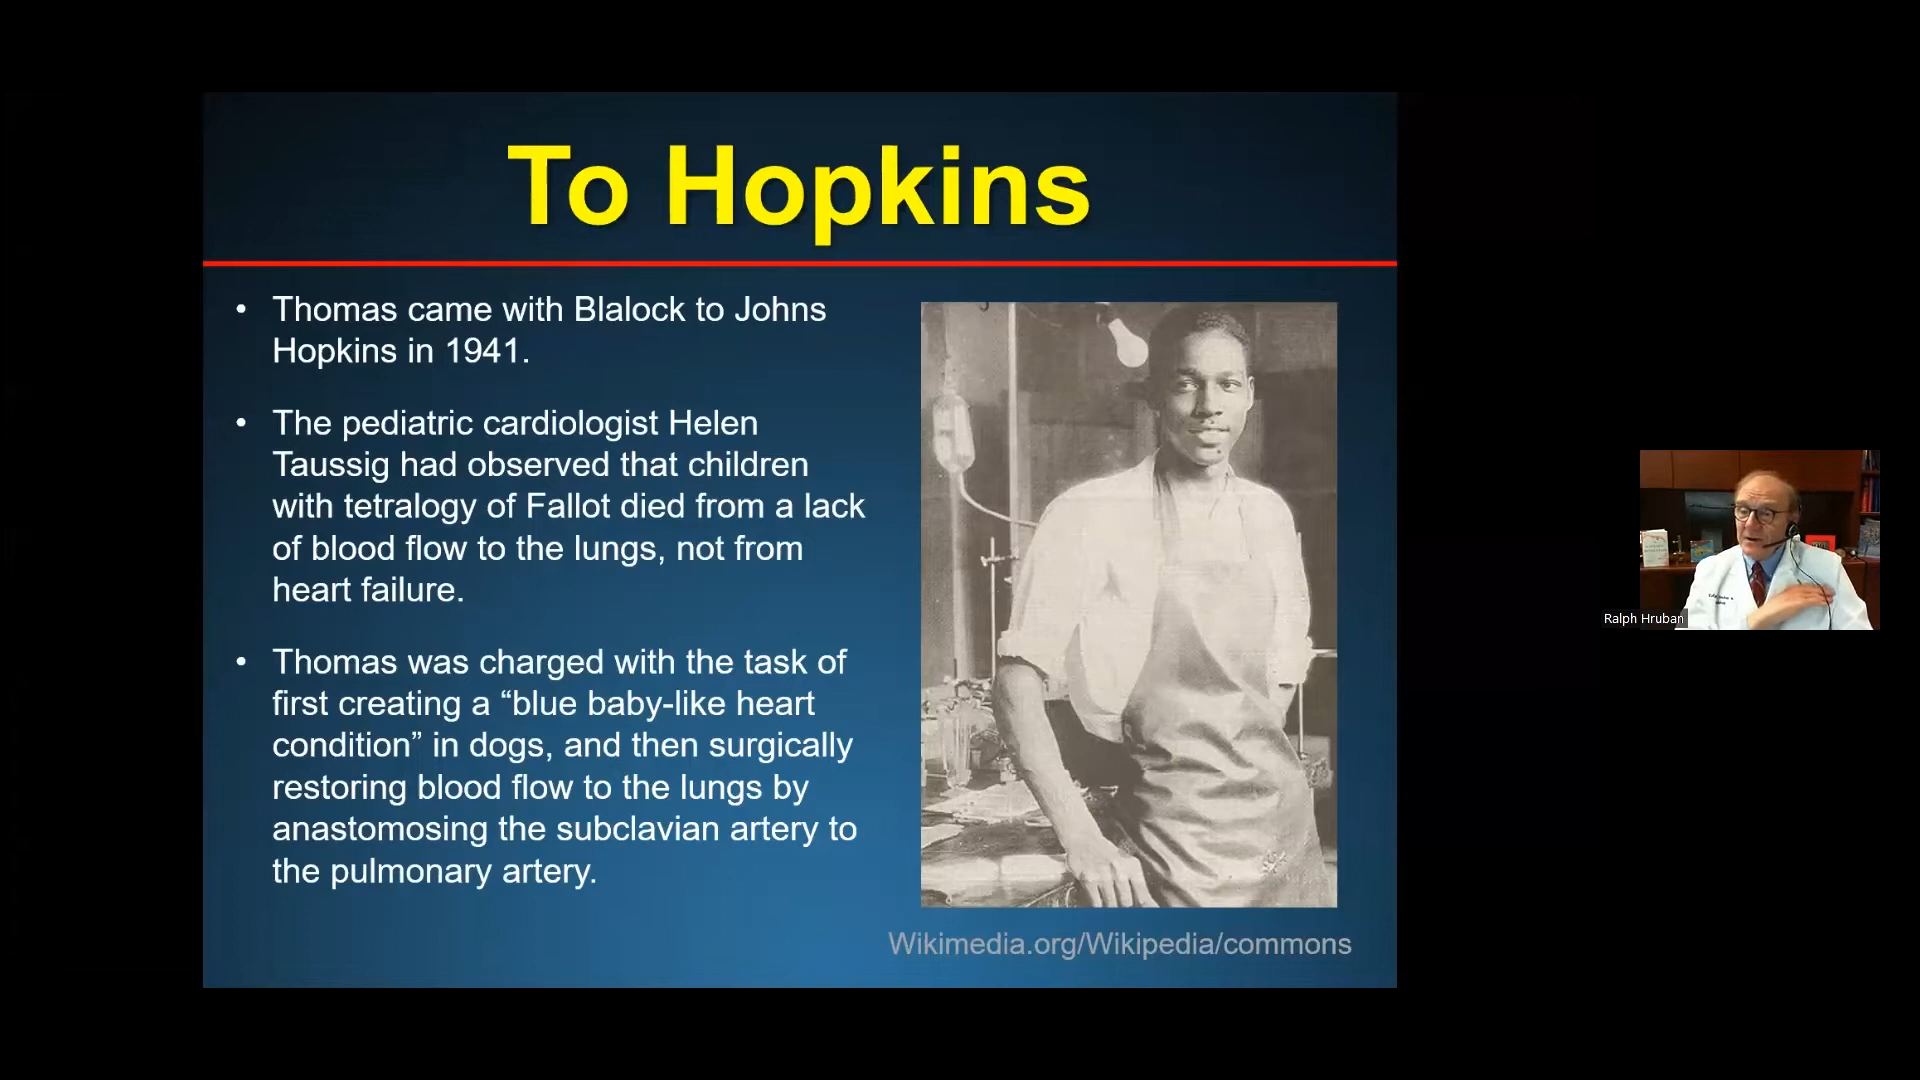 To Hopkins
• Thomas came with Blalock to Johns
Hopkins in 1941.
• The pediatric cardiologist Helen
Taussig had observed that children
with tetralogy of Fallot died from a lack
of blood flow to the lungs, not from
heart failure.
• Thomas was charged with the task of
first creating a “blue baby-like heart
condition” in dogs, and then surgically
restoring blood flow to the lungs by
anastomosing the subclavian artery to
the pulmonary artery.
Wikimedia.org/Wikipedia/commons
Ralph Hruban